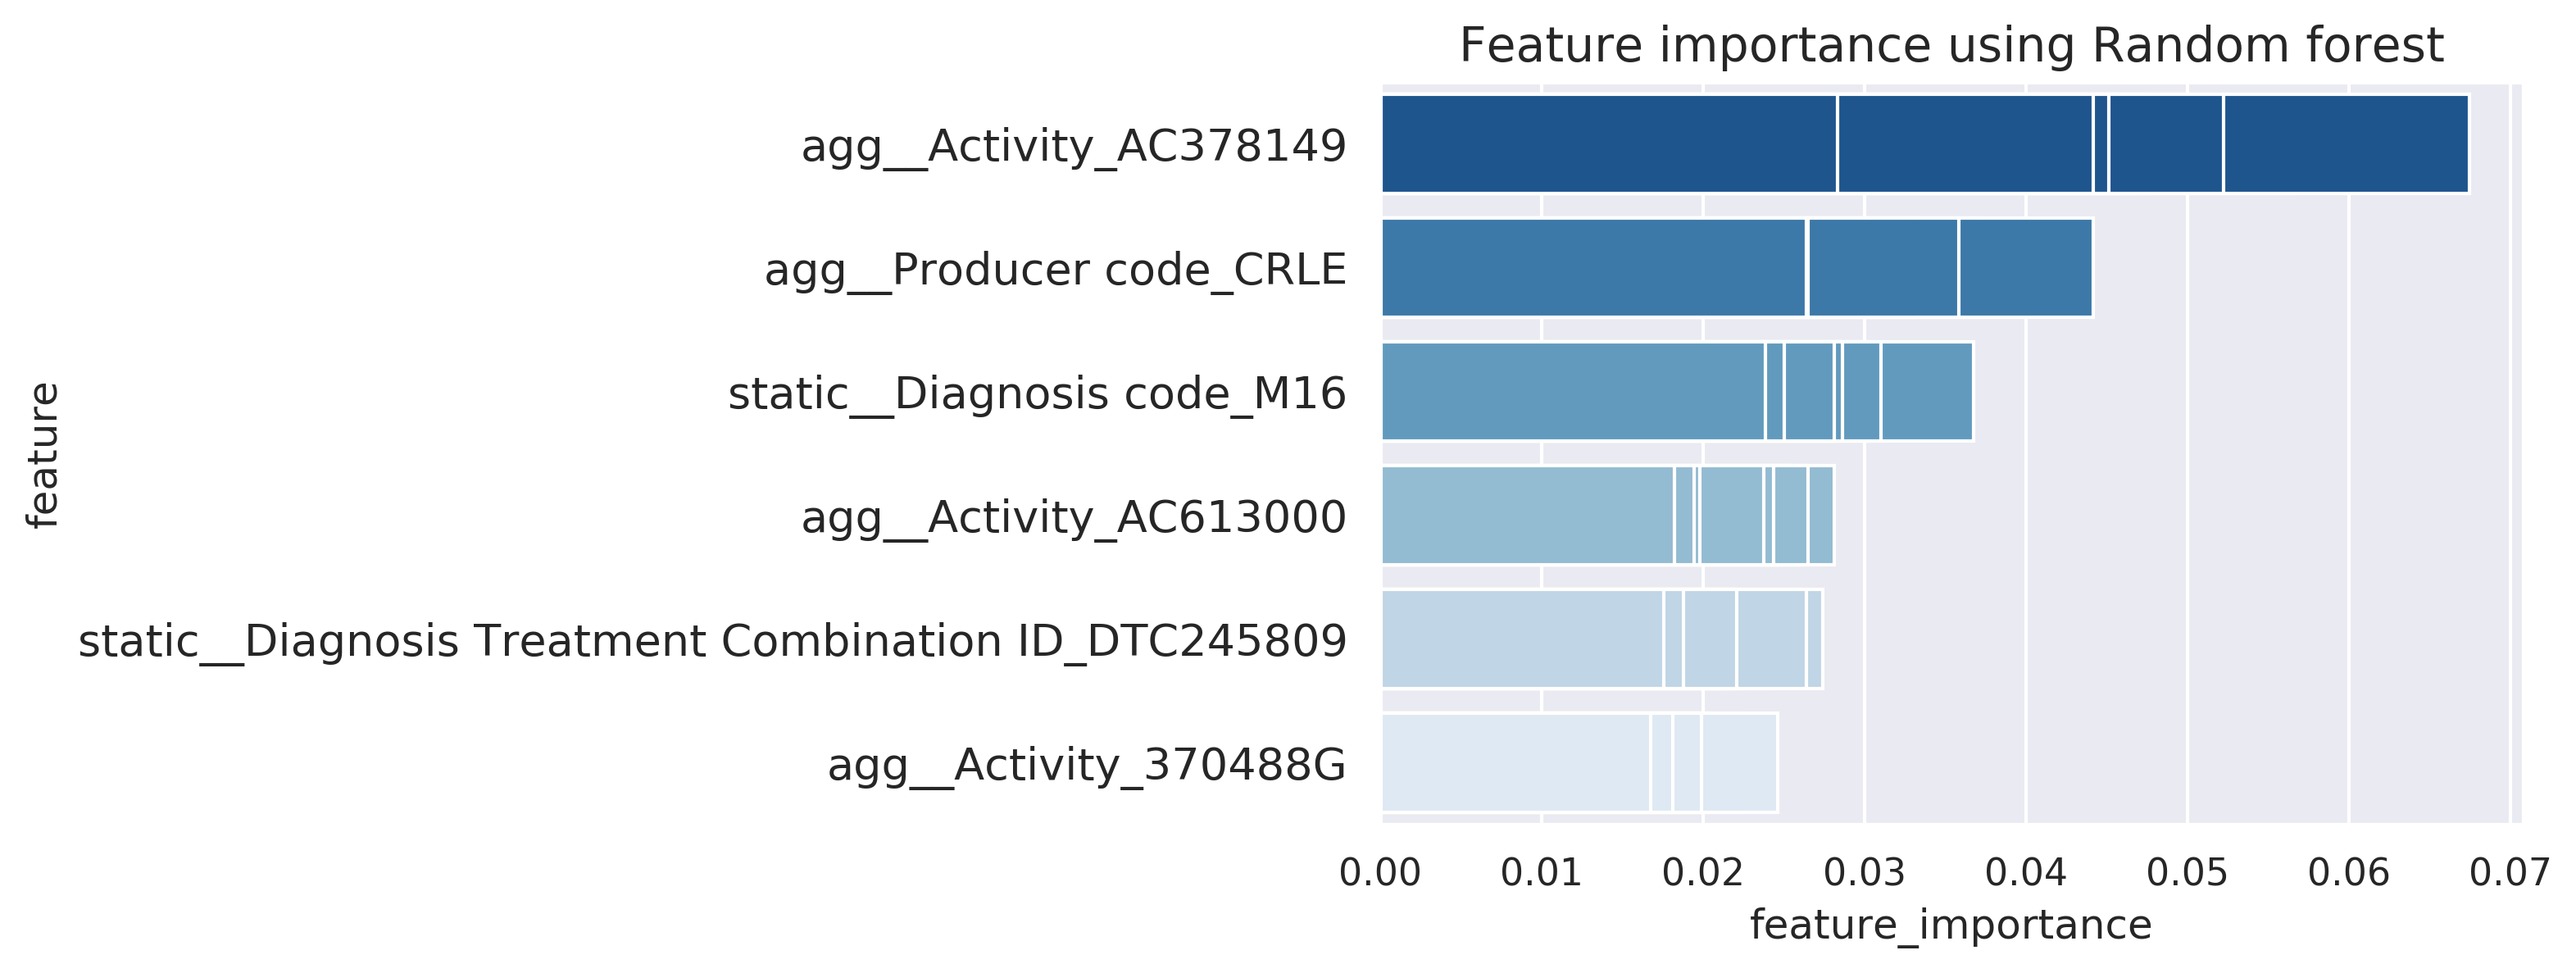 Feature importance using Random forest
feature
agg__Activity_AC378149
agg__Producer code_CRLE
static__Diagnosis code_M16
agg__Activity_AC613000
static__Diagnosis Treatment Combination ID_DTC245809
agg__Activity_370488G
0.00 0.01 0.02 0.03 0.04 0.05 0.06 0.07
feature_importance